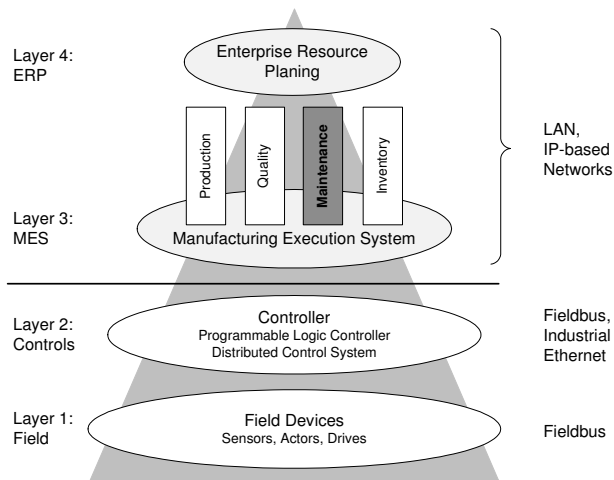 Layer 4:
ERP
Enterprise Resource
Planing
Production
Quality
Maintenance
Inventory
LAN,
IP-based
Networks
Layer 3:
MES
Manufacturing Execution System
Layer 2:
Controls
Controller
Programmable Logic Controller
Distributed Control System
Fieldbus,
Industrial
Ethernet
Layer 1:
Field
Field Devices
Sensors, Actors, Drives
Fieldbus